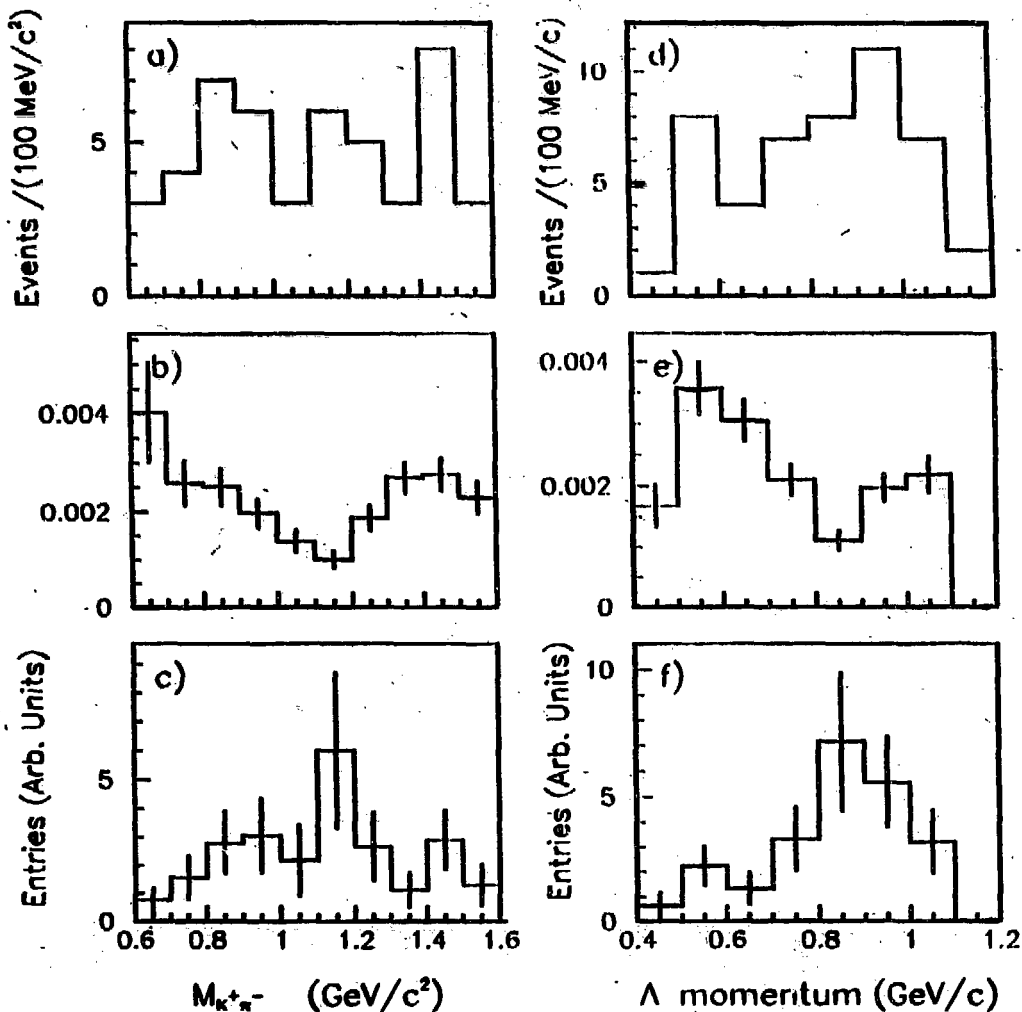 a)
Events /(100 MeV/c²)
5
0
d)
Events /(100 MeV/c)
10
5
0
b)
0.004
0.002
0
e)
0.004
0.002
0
c)
Entries (Arb. Units)
5
0
0.6 0.8 1 1.2 1.4 1.6
M_K⁺π⁻ (GeV/c²)
f)
Entries (Arb. Units)
10
5
0
0.4 0.6 0.8 1 1.2
Λ momentum (GeV/c)